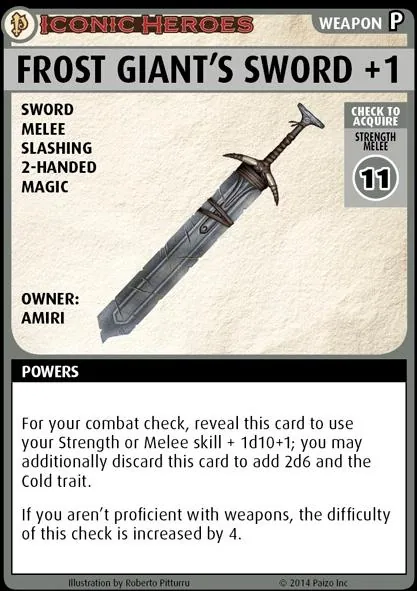 P ICONIC HEROES WEAPON P
FROST GIANT'S SWORD +1
SWORD
MELEE
SLASHING
2-HANDED
MAGIC
CHECK TO
ACQUIRE
STRENGTH
MELEE
11
OWNER:
AMIRI
POWERS
For your combat check, reveal this card to use
your Strength or Melee skill + 1d10+1; you may
additionally discard this card to add 2d6 and the
Cold trait.
If you aren't proficient with weapons, the difficulty
of this check is increased by 4.
Illustration by Roberto Pitturru © 2014 Paizo Inc